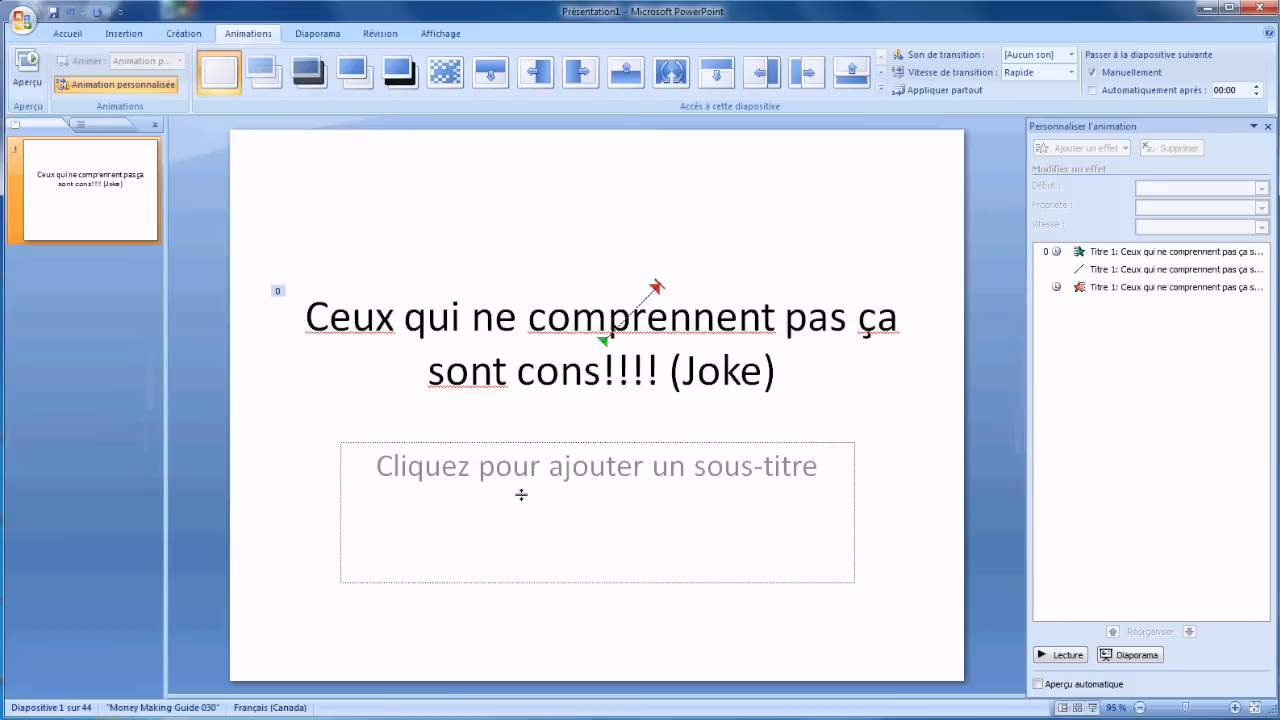 Présentation1 - Microsoft PowerPoint
Accueil Insertion Création Animations Diaporama Révision Affichage
Aperçu
Animer : Animation p...
Animation personnalisée
Son de transition : [Aucun son]
Vitesse de transition : Rapide
Appliquer partout
Passer à la diapositive suivante
Manuellement
Automatiquement après : 00:00
Aperçu Animations Accès à cette diapositive
1
Ceux qui ne comprennent pas ça
sont cons!!!! (Joke)
0
Ceux qui ne comprennent pas ça
sont cons!!!! (Joke)
Cliquez pour ajouter un sous-titre
Personnaliser l'animation
Ajouter un effet Supprimer
Modifier un effet
Début :
Propriété :
Vitesse :
0 Titre 1: Ceux qui ne comprennent pas ça s...
Titre 1: Ceux qui ne comprennent pas ça s...
Titre 1: Ceux qui ne comprennent pas ça s...
Réorganiser
Lecture Diaporama
Aperçu automatique
Diapositive 1 sur 44 "Money Making Guide 030" Français (Canada) 95 %